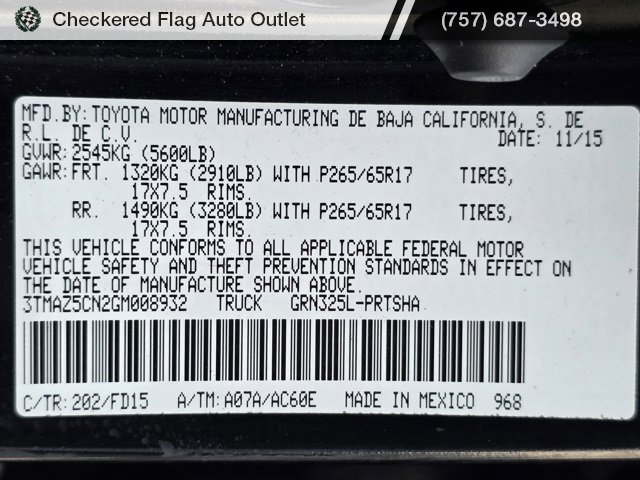 Checkered Flag Auto Outlet
(757) 687-3498
MFD.BY: TOYOTA MOTOR MANUFACTURING DE BAJA CALIFORNIA, S. DE
R.L. DE C.V. DATE: 11/15
GVWR: 2545KG (5600LB)
GAWR: FRT. 1320KG (2910LB) WITH P265/65R17 TIRES,
17X7.5 RIMS.
RR. 1490KG (3280LB) WITH P265/65R17 TIRES,
17X7.5 RIMS.
THIS VEHICLE CONFORMS TO ALL APPLICABLE FEDERAL MOTOR
VEHICLE SAFETY AND THEFT PREVENTION STANDARDS IN EFFECT ON
THE DATE OF MANUFACTURE SHOWN ABOVE.
3TMAZ5CN2GM008932 TRUCK GRN325L-PRTSHA
C/TR: 202/FD15 A/TM: A07A/AC60E MADE IN MEXICO 968